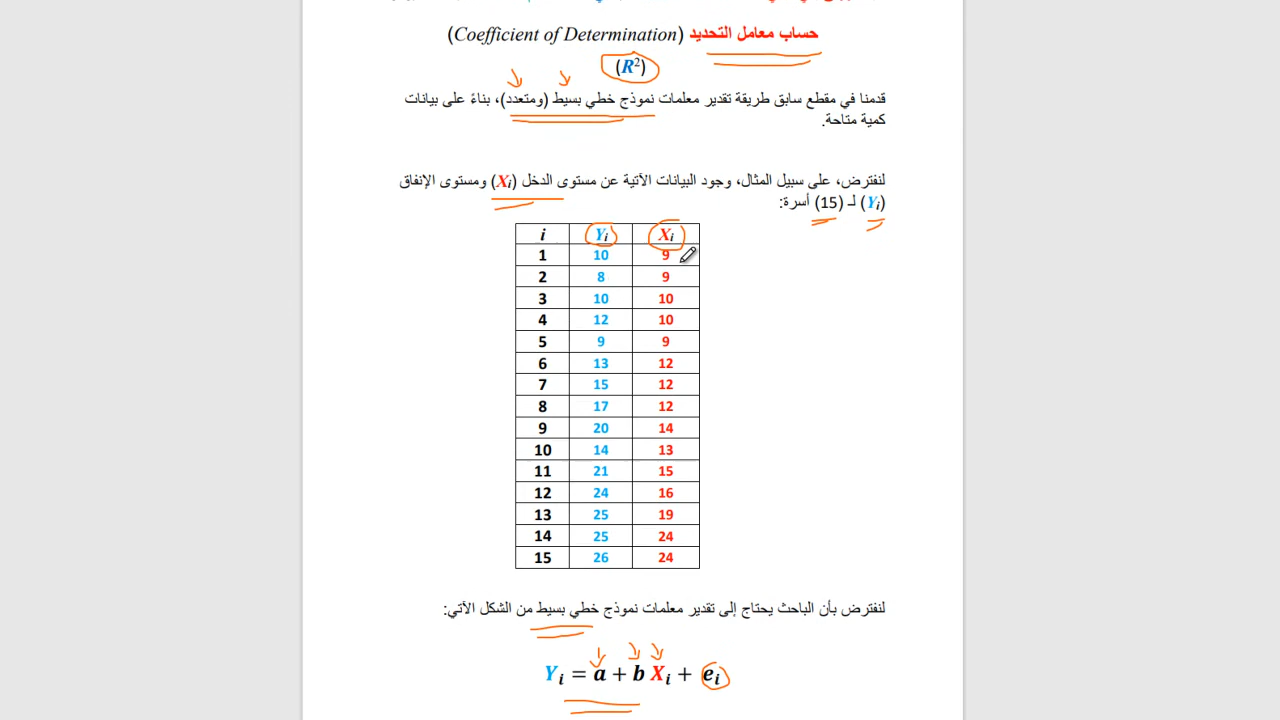 حساب معامل التحديد (Coefficient of Determination)
(R²)
قدمنا في مقطع سابق طريقة تقدير معلمات نموذج خطي بسيط (ومتعدد)، بناءً على بيانات
كمية متاحة.
لنفترض، على سبيل المثال، وجود البيانات الآتية عن مستوى الدخل (Xi) ومستوى الإنفاق
(Yi) لـ (15) أسرة:
i Yi Xi
1 10 9
2 8 9
3 10 10
4 12 10
5 9 9
6 13 12
7 15 12
8 17 12
9 20 14
10 14 13
11 21 15
12 24 16
13 25 19
14 25 24
15 26 24
لنفترض بأن الباحث يحتاج إلى تقدير معلمات نموذج خطي بسيط من الشكل الآتي:
Yi = a + b Xi + ei